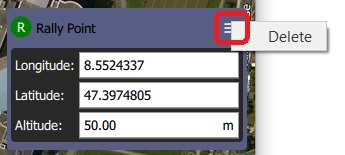 R Rally Point
Delete
Longitude: 8.5524337
Latitude: 47.3974805
Altitude: 50.00 m